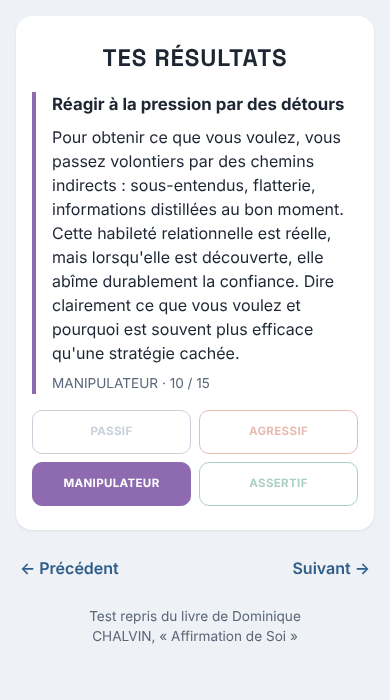 TES RÉSULTATS
Réagir à la pression par des détours
Pour obtenir ce que vous voulez, vous
passez volontiers par des chemins
indirects : sous-entendus, flatterie,
informations distillées au bon moment.
Cette habileté relationnelle est réelle,
mais lorsqu'elle est découverte, elle
abîme durablement la confiance. Dire
clairement ce que vous voulez et
pourquoi est souvent plus efficace
qu'une stratégie cachée.
MANIPULATEUR · 10 / 15
PASSIF
AGRESSIF
MANIPULATEUR
ASSERTIF
← Précédent
Suivant →
Test repris du livre de Dominique
CHALVIN, « Affirmation de Soi »